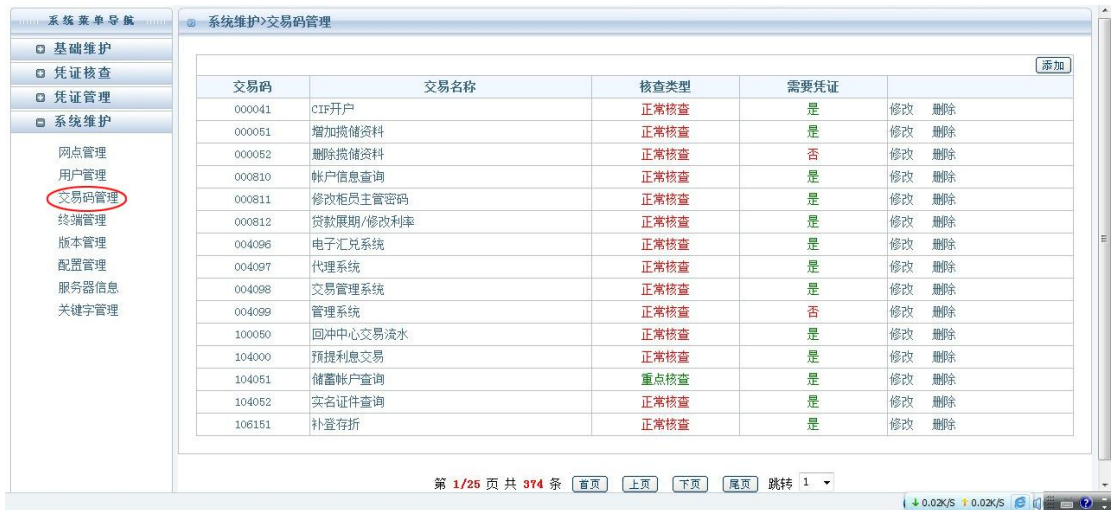 系统菜单导航
系统维护>交易码管理
基础维护
凭证核查
凭证管理
系统维护
网点管理
用户管理
交易码管理
终端管理
版本管理
配置管理
服务器信息
关键字管理
添加
交易码 交易名称 核查类型 需要凭证
000041 CIF开户 正常核查 是 修改 删除
000051 增加揽储资料 正常核查 是 修改 删除
000052 删除揽储资料 正常核查 否 修改 删除
000810 帐户信息查询 正常核查 是 修改 删除
000811 修改柜员主管密码 正常核查 是 修改 删除
000812 贷款展期/修改利率 正常核查 是 修改 删除
004096 电子汇兑系统 正常核查 是 修改 删除
004097 代理系统 正常核查 是 修改 删除
004098 交易管理系统 正常核查 是 修改 删除
004099 管理系统 正常核查 否 修改 删除
100050 回冲中心交易流水 正常核查 是 修改 删除
104000 预提利息交易 正常核查 是 修改 删除
104051 储蓄帐户查询 重点核查 是 修改 删除
104052 实名证件查询 正常核查 是 修改 删除
106151 补登存折 正常核查 是 修改 删除
第 1/25 页 共 374 条 首页 上页 下页 尾页 跳转 1
0.02K/S 0.02K/S